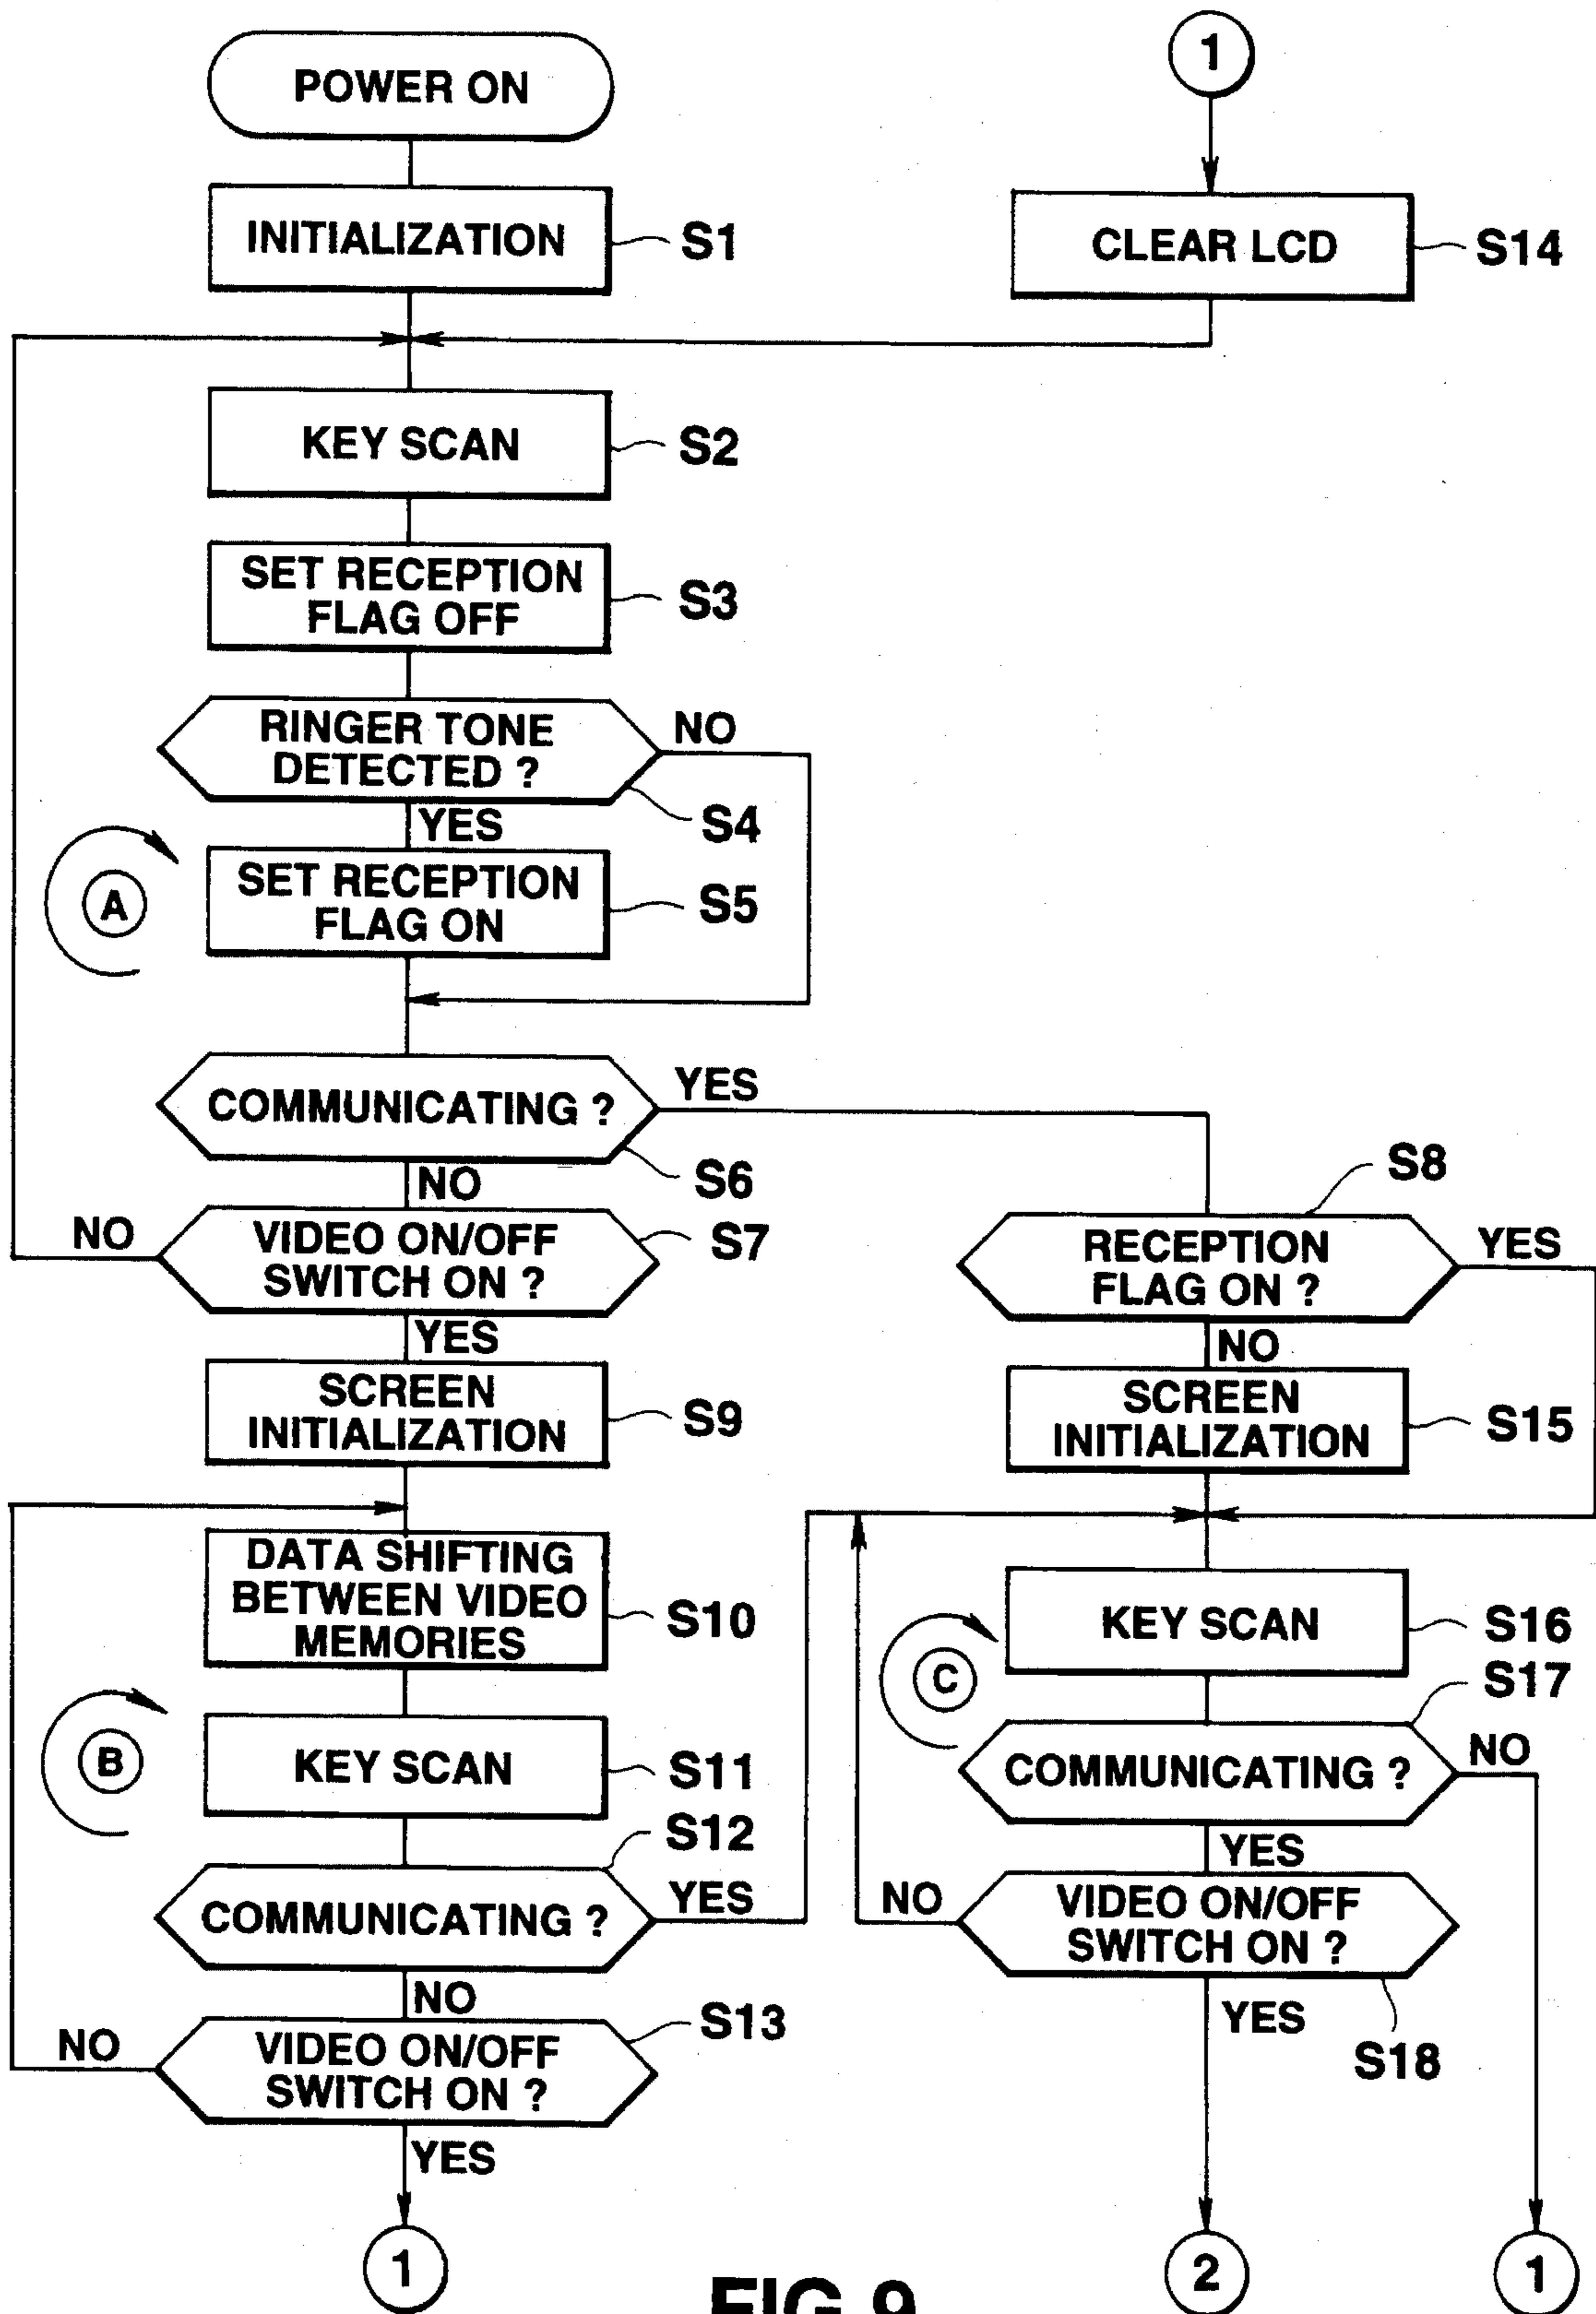 POWER ON
INITIALIZATION
S1
KEY SCAN
S2
SET RECEPTION
FLAG OFF
S3
RINGER TONE
DETECTED ?
NO
S4
YES
SET RECEPTION
FLAG ON
S5
A
COMMUNICATING ?
YES
S6
NO
VIDEO ON/OFF
SWITCH ON ?
NO
S7
YES
SCREEN
INITIALIZATION
S9
DATA SHIFTING
BETWEEN VIDEO
MEMORIES
S10
B
KEY SCAN
S11
S12
COMMUNICATING ?
YES
NO
S13
NO
VIDEO ON/OFF
SWITCH ON ?
YES
1
1
CLEAR LCD
S14
S8
RECEPTION
FLAG ON ?
YES
NO
SCREEN
INITIALIZATION
S15
KEY SCAN
S16
C
S17
COMMUNICATING ?
NO
YES
NO
VIDEO ON/OFF
SWITCH ON ?
YES
S18
2
1
FIG.9